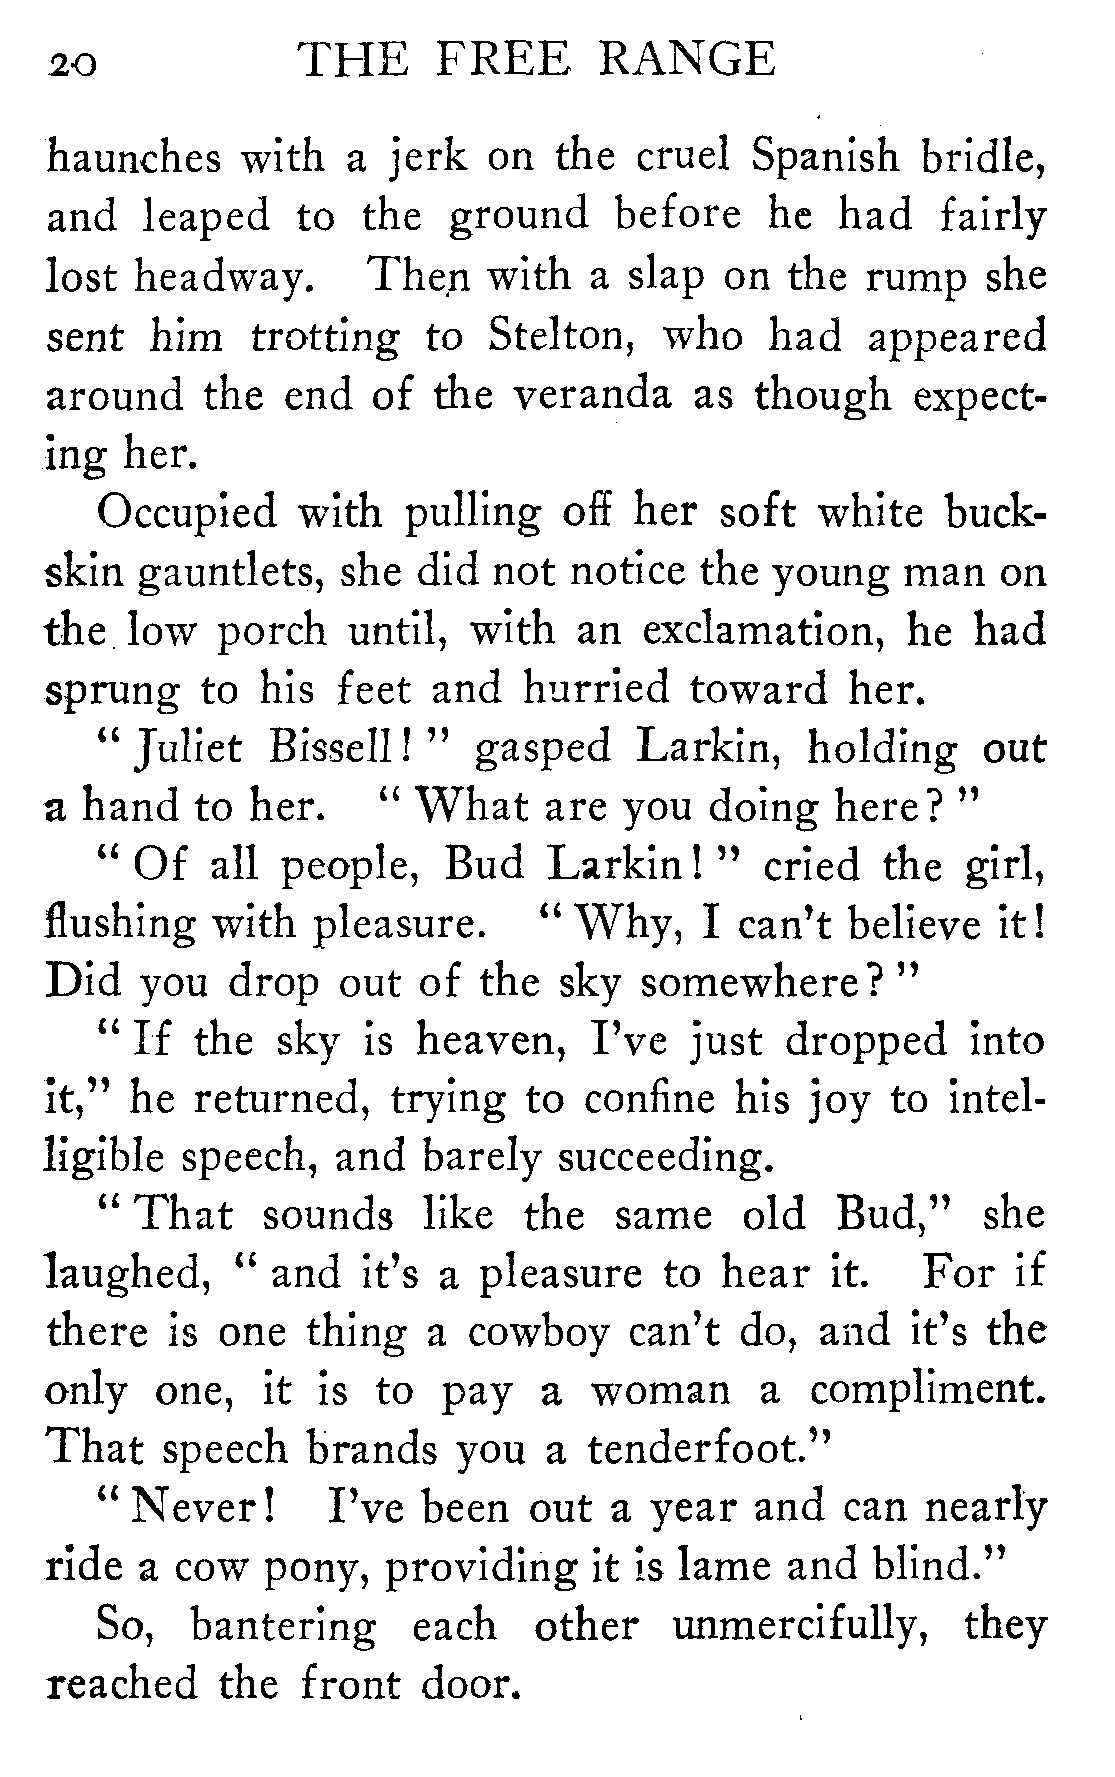 20 THE FREE RANGE
haunches with a jerk on the cruel Spanish bridle,
and leaped to the ground before he had fairly
lost headway. Then with a slap on the rump she
sent him trotting to Stelton, who had appeared
around the end of the veranda as though expect-
ing her.
Occupied with pulling off her soft white buck-
skin gauntlets, she did not notice the young man on
the low porch until, with an exclamation, he had
sprung to his feet and hurried toward her.
" Juliet Bissell! " gasped Larkin, holding out
a hand to her. " What are you doing here? "
" Of all people, Bud Larkin! " cried the girl,
flushing with pleasure. " Why, I can't believe it!
Did you drop out of the sky somewhere? "
" If the sky is heaven, I've just dropped into
it," he returned, trying to confine his joy to intel-
ligible speech, and barely succeeding.
" That sounds like the same old Bud," she
laughed, " and it's a pleasure to hear it. For if
there is one thing a cowboy can't do, and it's the
only one, it is to pay a woman a compliment.
That speech brands you a tenderfoot."
" Never! I've been out a year and can nearly
ride a cow pony, providing it is lame and blind."
So, bantering each other unmercifully, they
reached the front door.